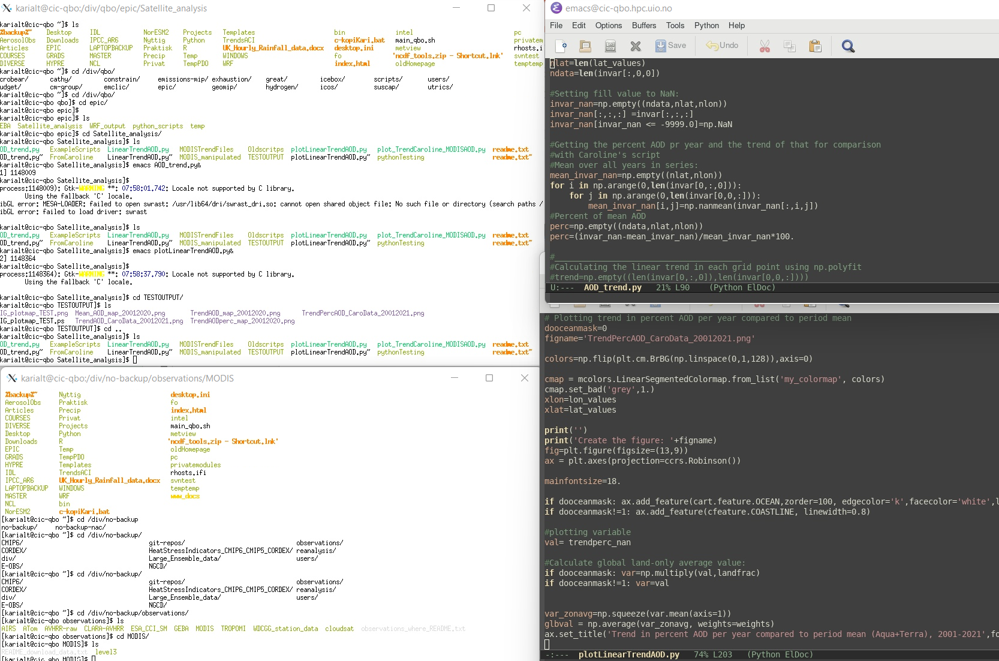 karialt@cic-qbo:/div/qbo/epic/Satellite_analysis
karialt@cic-qbo ~]$ ls
%backup%~ Desktop IDL NorESM2 Projects Templates bin intel pc
AerosolObs Downloads IPCC_AR6 Nyttig Python TrendsACI c-kopiKari.bat main_qbo.sh privatem
Articles EPIC LAPTOPBACKUP Praktisk R UK_Hourly_Rainfall_data.docx desktop.ini metview rhosts.i
COURSES GRADS MASTER Precip Temp WINDOWS fo 'ncdf_tools.zip - Shortcut.lnk' svntest
DIVERSE HYPRE NCL Privat TempPDO WRF index.html oldHomepage temptemp
karialt@cic-qbo ~]$ cd /div/qbo/
crobear/ cathy/ constrain/ emissions-mip/ exhaustion/ great/ icebox/ scripts/ users/
udget/ cm-group/ emclic/ epic/ geomip/ hydrogen/ icos/ suscap/ utrics/
karialt@cic-qbo ~]$ cd /div/qbo/
karialt@cic-qbo qbo]$ cd epic/
karialt@cic-qbo epic]$
karialt@cic-qbo epic]$ ls
EBA Satellite_analysis WRF_output python_scripts temp
karialt@cic-qbo epic]$ cd Satellite_analysis/
karialt@cic-qbo Satellite_analysis]$ ls
OD_trend.py ExampleScripts LinearTrendAOD.py MODISTrendFiles Oldscritps plotLinearTrendAOD.py plot_TrendCaroline_MODISAOD.py readme.txt
OD_trend.py~ FromCaroline LinearTrendAOD.py~ MODIS_manipulated TESTOUTPUT plotLinearTrendAOD.py~ pythonTesting readme.txt~
karialt@cic-qbo Satellite_analysis]$ emacs AOD_trend.py&
1] 1148009
karialt@cic-qbo Satellite_analysis]$
process:1148009): Gtk-WARNING **: 07:58:01.742: Locale not supported by C library.
Using the fallback 'C' locale.
ibGL error: MESA-LOADER: failed to open swrast: /usr/lib64/dri/swrast_dri.so: cannot open shared object file: No such file or directory (search paths /
ibGL error: failed to load driver: swrast
karialt@cic-qbo Satellite_analysis]$ ls
OD_trend.py ExampleScripts LinearTrendAOD.py MODISTrendFiles Oldscritps plotLinearTrendAOD.py plot_TrendCaroline_MODISAOD.py readme.txt
OD_trend.py~ FromCaroline LinearTrendAOD.py~ MODIS_manipulated TESTOUTPUT plotLinearTrendAOD.py~ pythonTesting readme.txt~
karialt@cic-qbo Satellite_analysis]$ emacs plotLinearTrendAOD.py&
2] 1148364
karialt@cic-qbo Satellite_analysis]$
process:1148364): Gtk-WARNING **: 07:58:37.790: Locale not supported by C library.
Using the fallback 'C' locale.
karialt@cic-qbo Satellite_analysis]$ cd TESTOUTPUT/
karialt@cic-qbo TESTOUTPUT]$ ls
IG_plotmap_TEST.png Mean_AOD_map_20012020.png TrendAOD_map_20012020.png TrendPercAOD_CaroData_20012021.png
IG_plotmap_TEST.ps TrendAOD_CaroData_20012021.png TrendAODperc_map_20012020.png
karialt@cic-qbo TESTOUTPUT]$ cd ..
karialt@cic-qbo Satellite_analysis]$ ls
OD_trend.py ExampleScripts LinearTrendAOD.py MODISTrendFiles Oldscritps plotLinearTrendAOD.py plot_TrendCaroline_MODISAOD.py readme.txt
OD_trend.py~ FromCaroline LinearTrendAOD.py~ MODIS_manipulated TESTOUTPUT plotLinearTrendAOD.py~ pythonTesting readme.txt~
karialt@cic-qbo Satellite_analysis]$
karialt@cic-qbo:/div/no-backup/observations/MODIS
%backup%~ Nyttig desktop.ini
AerosolObs Praktisk fo
Articles Precip index.html
COURSES Privat intel
DIVERSE Projects main_qbo.sh
Desktop Python metview
Downloads R 'ncdf_tools.zip - Shortcut.lnk'
EPIC Temp oldHomepage
GRADS TempPDO pc
HYPRE Templates privatemodules
IDL TrendsACI rhosts.ifi
IPCC_AR6 UK_Hourly_Rainfall_data.docx svntest
LAPTOPBACKUP WINDOWS temptemp
MASTER WRF www_docs
NCL bin
NorESM2 c-kopiKari.bat
[karialt@cic-qbo ~]$ cd /div/no-backup
no-backup/ no-backup-nac/
[karialt@cic-qbo ~]$ cd /div/no-backup/
CMIP6/ git-repos/ observations/
CORDEX/ HeatStressIndicators_CMIP6_CMIP5_CORDEX/ reanalysis/
div/ Large_Ensemble_data/ users/
E-OBS/ NGCD/
[karialt@cic-qbo ~]$ cd /div/no-backup/
CMIP6/ git-repos/ observations/
CORDEX/ HeatStressIndicators_CMIP6_CMIP5_CORDEX/ reanalysis/
div/ Large_Ensemble_data/ users/
E-OBS/ NGCD/
[karialt@cic-qbo ~]$ cd /div/no-backup/observations/
[karialt@cic-qbo observations]$ ls
AIRS ATom AVHRR-raw CLARA-AVHRR ESA_CCI_SM GEBA MODIS TROPOMI WDCGG_station_data cloudsat observations_where_README.txt
[karialt@cic-qbo observations]$ cd MODIS/
[karialt@cic-qbo MODIS]$ ls
README_download_data.txt level3
[karialt@cic-qbo MODIS]$
emacs@cic-qbo.hpc.uio.no
File Edit Options Buffers Tools Python Help
Save Undo
nlat=len(lat_values)
ndata=len(invar[:,0,0])
#Setting fill value to NaN:
invar_nan=np.empty((ndata,nlat,nlon))
invar_nan[:,:,:] =invar[:,:,:]
invar_nan[invar_nan <= -9999.0]=np.NaN
#Getting the percent AOD pr year and the trend of that for comparison
#with Caroline's script
#Mean over all years in series:
mean_invar_nan=np.empty((nlat,nlon))
for i in np.arange(0,len(invar[0,:,0])):
for j in np.arange(0,len(invar[0,0,:])):
mean_invar_nan[i,j]=np.nanmean(invar_nan[:,i,j])
#Percent of mean AOD
perc=np.empty((ndata,nlat,nlon))
perc=(invar_nan-mean_invar_nan)/mean_invar_nan*100.
#_______________________________________
#Calculating the linear trend in each grid point using np.polyfit
#trend=np.empty((len(invar[0,:,0]),len(invar[0,0,:])))
U:--- AOD_trend.py 21% L90 (Python ElDoc)
# Plotting trend in percent AOD per year compared to period mean
dooceanmask=0
figname='TrendPercAOD_CaroData_20012021.png'
colors=np.flip(plt.cm.BrBG(np.linspace(0,1,128)),axis=0)
cmap = mcolors.LinearSegmentedColormap.from_list('my_colormap', colors)
cmap.set_bad('grey',1.)
xlon=lon_values
xlat=lat_values
print('')
print('Create the figure: '+figname)
fig=plt.figure(figsize=(13,9))
ax = plt.axes(projection=ccrs.Robinson())
mainfontsize=18.
if dooceanmask: ax.add_feature(cart.feature.OCEAN,zorder=100, edgecolor='k',facecolor='white',l
if dooceanmask!=1: ax.add_feature(cfeature.COASTLINE, linewidth=0.8)
#plotting variable
val= trendperc_nan
#Calculate global land-only average value:
if dooceanmask: var=np.multiply(val,landfrac)
if dooceanmask!=1: var=val
var_zonavg=np.squeeze(var.mean(axis=1))
glbval = np.average(var_zonavg, weights=weights)
ax.set_title('Trend in percent AOD per year compared to period mean (Aqua+Terra), 2001-2021',fo
-:--- plotLinearTrendAOD.py 74% L203 (Python ElDoc)